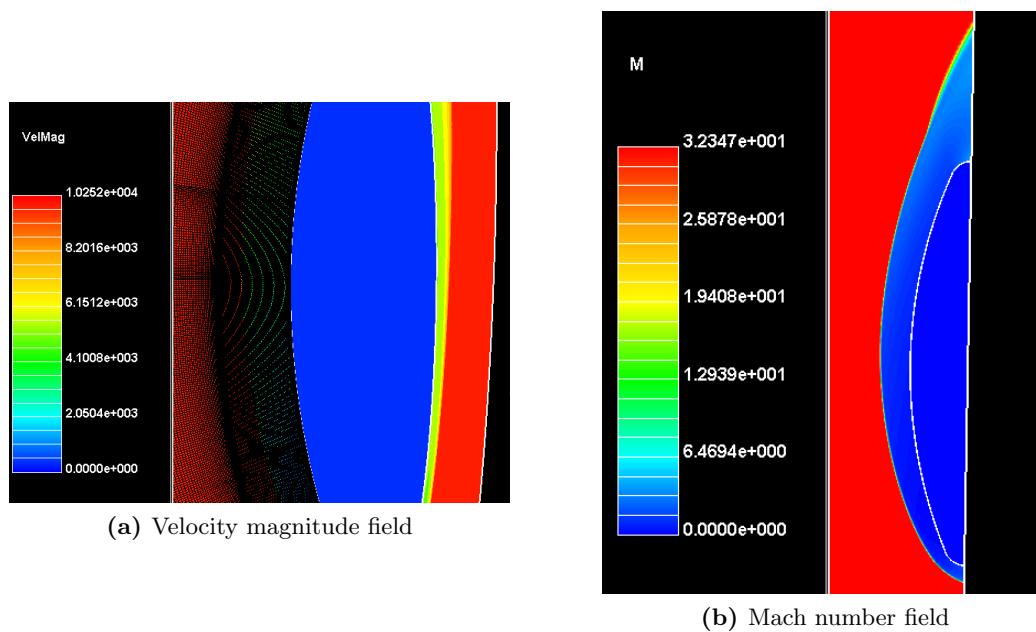 VelMag
1.0252e+004
8.2016e+003
6.1512e+003
4.1008e+003
2.0504e+003
0.0000e+000
(a) Velocity magnitude field
M
3.2347e+001
2.5878e+001
1.9408e+001
1.2939e+001
6.4694e+000
0.0000e+000
(b) Mach number field